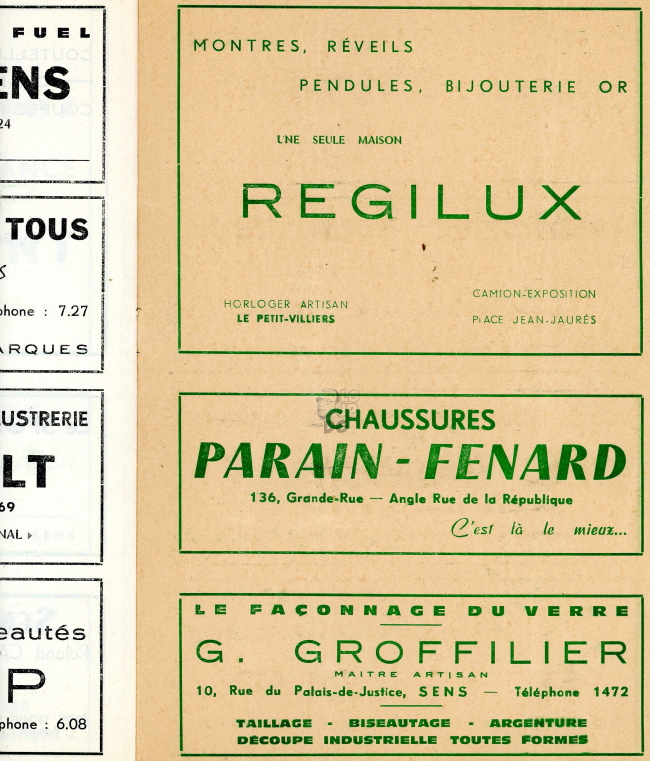 FUEL
ENS
24
TOUS
phone : 7.27
ARQUES
LUSTRERIE
LT
69
NAL »
eautés
P
phone : 6.08
MONTRES, RÉVEILS
PENDULES, BIJOUTERIE OR
UNE SEULE MAISON
REGILUX
HORLOGER ARTISAN
LE PETIT-VILLIERS
CAMION-EXPOSITION
PLACE JEAN-JAURÉS
CHAUSSURES
PARAIN - FENARD
136, Grande-Rue — Angle Rue de la République
C'est là le mieux...
LE FAÇONNAGE DU VERRE
G. GROFFILIER
MAITRE ARTISAN
10, Rue du Palais-de-Justice, SENS — Téléphone 1472
TAILLAGE - BISEAUTAGE - ARGENTURE
DÉCOUPE INDUSTRIELLE TOUTES FORMES